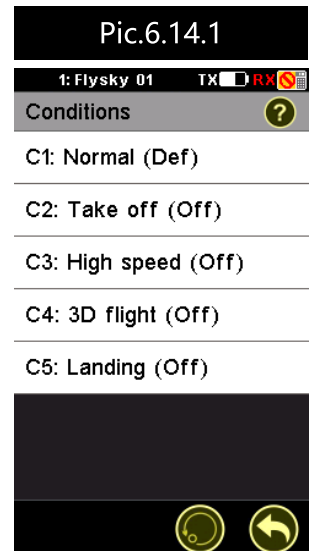 Pic.6.14.1
1: Flysky 01 TX RX
Conditions ?
C1: Normal (Def)
C2: Take off (Off)
C3: High speed (Off)
C4: 3D flight (Off)
C5: Landing (Off)